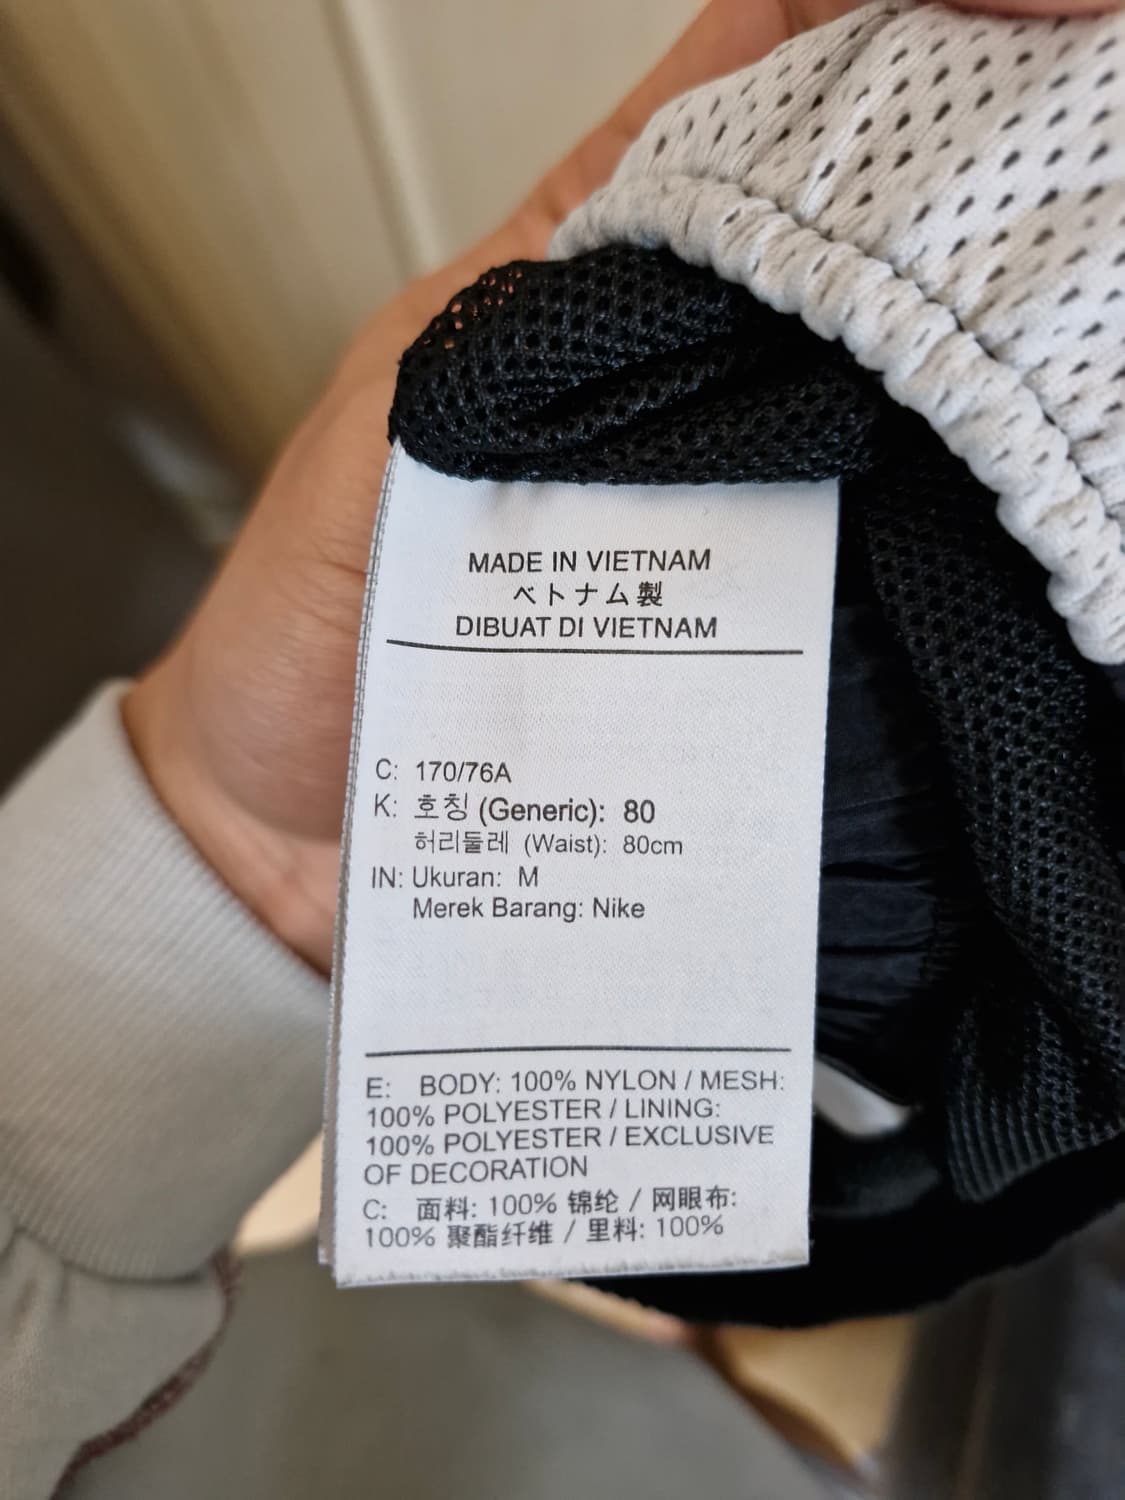 MADE IN VIETNAM
ベトナム製
DIBUAT DI VIETNAM
C: 170/76A
K: 호칭 (Generic): 80
허리둘레 (Waist): 80cm
IN: Ukuran: M
Merek Barang: Nike
E: BODY: 100% NYLON / MESH:
100% POLYESTER / LINING:
100% POLYESTER / EXCLUSIVE
OF DECORATION
C: 面料: 100% 锦纶 / 网眼布:
100% 聚酯纤维 / 里料: 100%